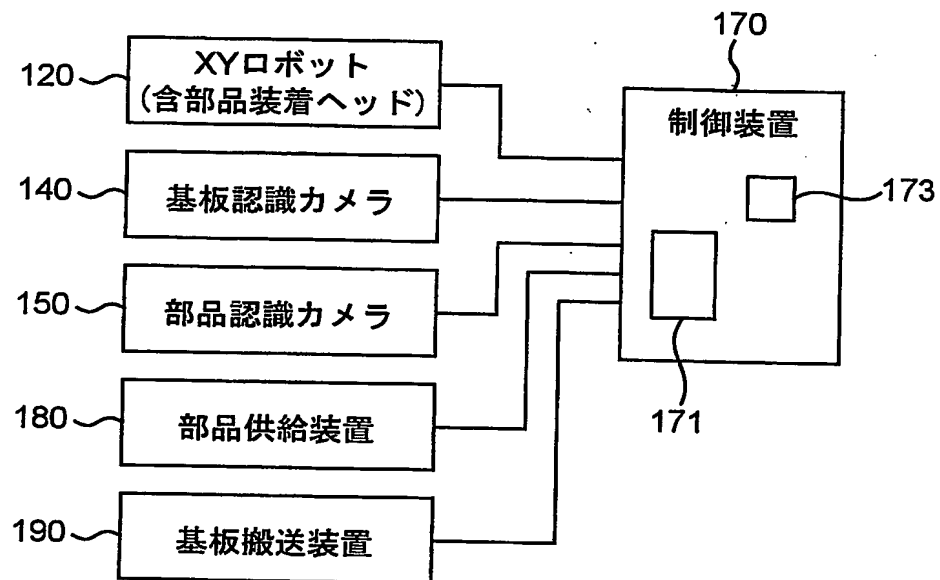 170
120
XYロボット
(含部品装着ヘッド)
制御装置
140
基板認識カメラ
173
150
部品認識カメラ
171
180
部品供給装置
190
基板搬送装置